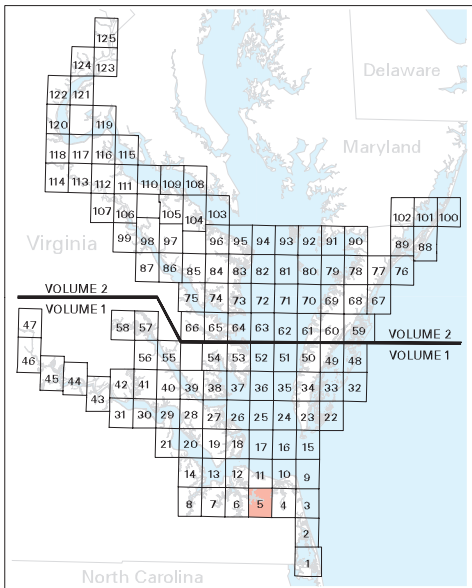 125
124 123
Delaware
122 121
120 119
Maryland
118 117 116 115
114 113 112 111 110 109 108
107 106 105 104 103 102 101 100
Virginia
99 98 97 96 95 94 93 92 91 90 89 88
87 86 85 84 83 82 81 80 79 78 77 76
VOLUME 2
75 74 73 72 71 70 69 68 67
VOLUME 1
47 58 57 66 65 64 63 62 61 60 59
VOLUME 2
VOLUME 1
46 56 55 54 53 52 51 50 49 48
45 44 43 42 41 40 39 38 37 36 35 34 33 32
31 30 29 28 27 26 25 24 23 22
21 20 19 18 17 16 15
14 13 12 11 10 9
8 7 6 5 4 3
2
1
North Carolina